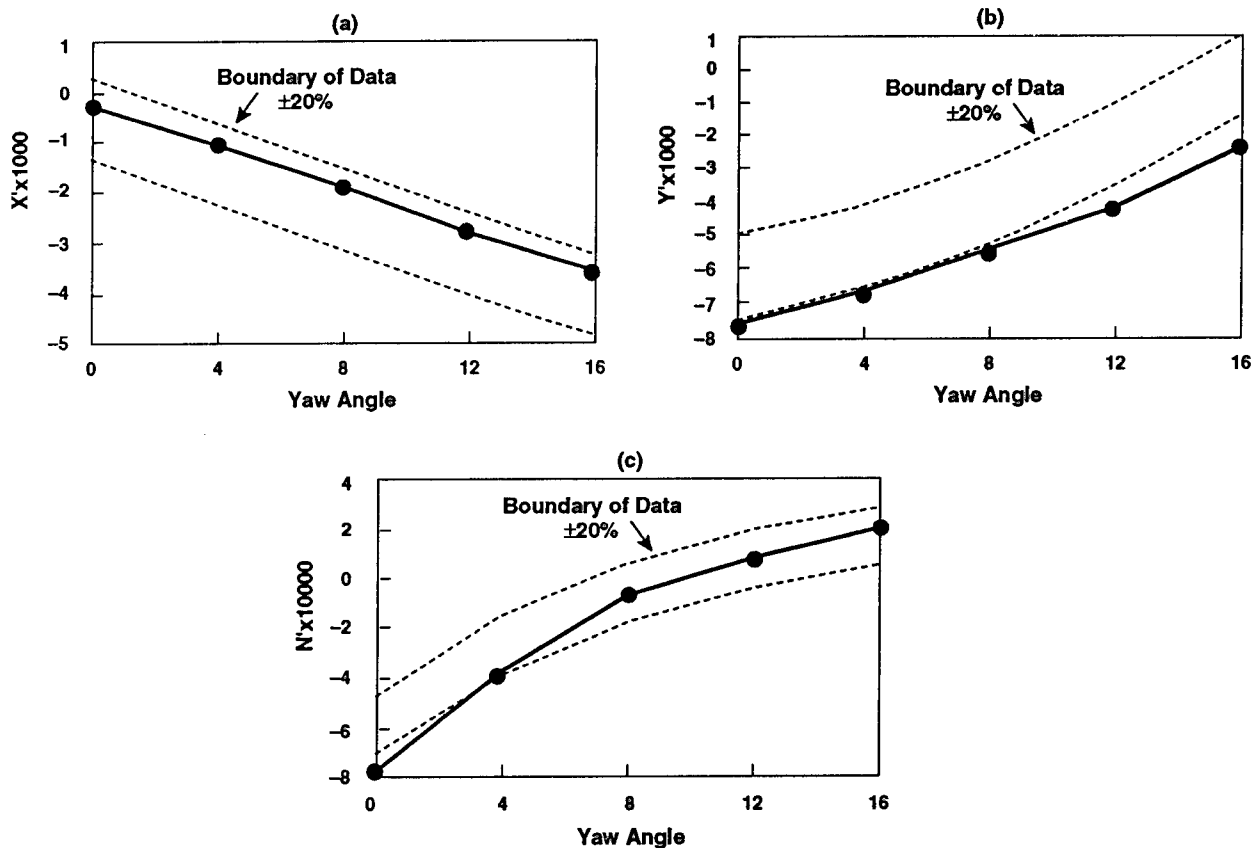 (a)
1
0
−1
−2
−3
−4
−5
X'x1000
Boundary of Data
±20%
0 4 8 12 16
Yaw Angle
(b)
1
0
−1
−2
−3
−4
−5
−6
−7
−8
Y'x1000
Boundary of Data
±20%
0 4 8 12 16
Yaw Angle
(c)
4
2
0
−2
−4
−6
−8
N'x10000
Boundary of Data
±20%
0 4 8 12 16
Yaw Angle